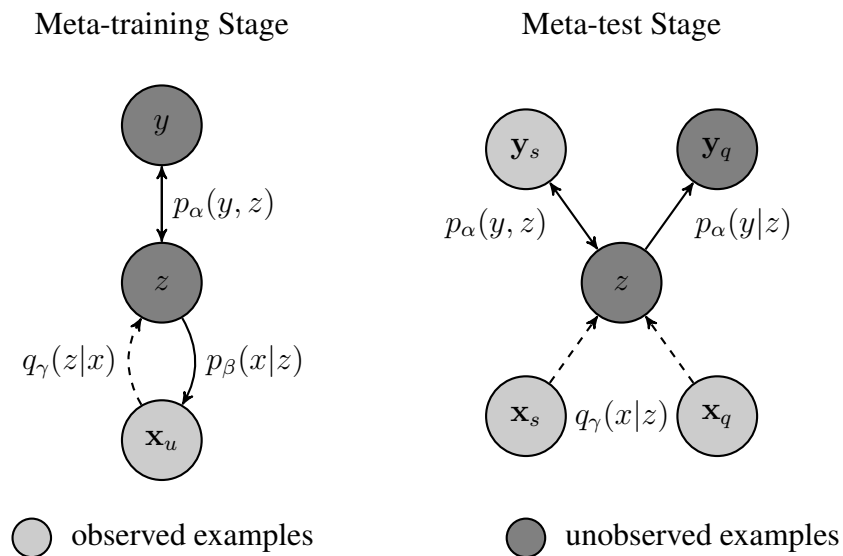 Meta-training Stage
y
p_α(y, z)
z
q_γ(z|x)
p_β(x|z)
x_u
Meta-test Stage
y_s
y_q
p_α(y, z)
p_α(y|z)
z
x_s
q_γ(x|z)
x_q
observed examples
unobserved examples